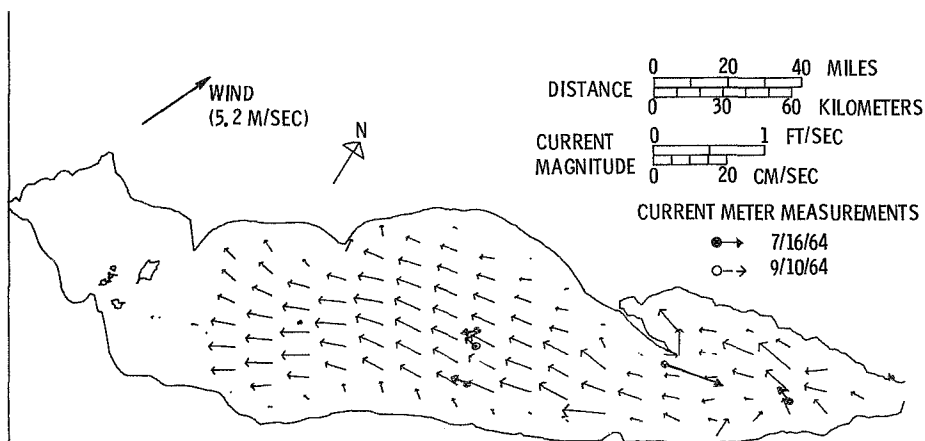 WIND
(5.2 M/SEC)
N
0 20 40 MILES
DISTANCE
0 30 60 KILOMETERS
0 1 FT/SEC
CURRENT
MAGNITUDE
0 20 CM/SEC
CURRENT METER MEASUREMENTS
7/16/64
9/10/64